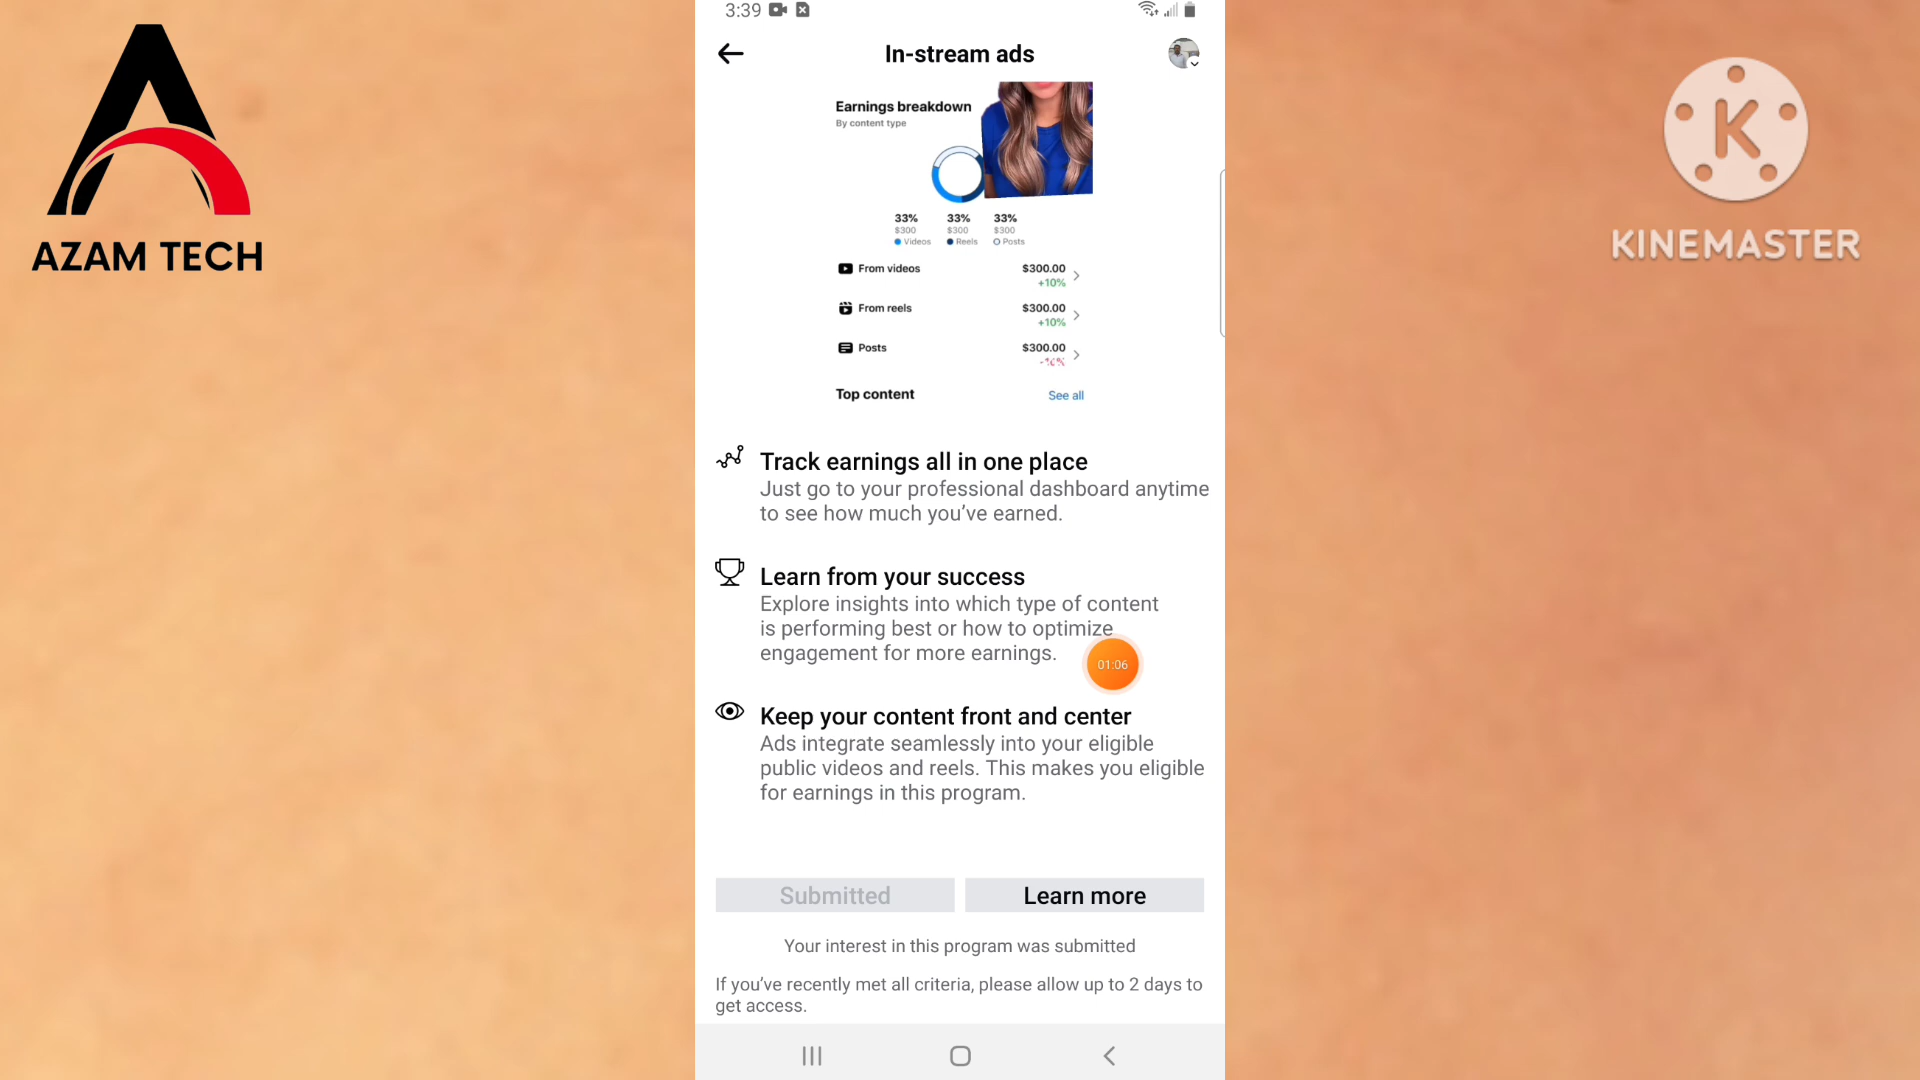 AZAM TECH
KINEMASTER
3:39
In-stream ads
Earnings breakdown
By content type
33% 33% 33%
$300 $300 $300
Videos Reels Posts
From videos $300.00
+10%
From reels $300.00
+10%
Posts $300.00
Top content See all
Track earnings all in one place
Just go to your professional dashboard anytime
to see how much you’ve earned.
Learn from your success
Explore insights into which type of content
is performing best or how to optimize
engagement for more earnings.
01:06
Keep your content front and center
Ads integrate seamlessly into your eligible
public videos and reels. This makes you eligible
for earnings in this program.
Submitted Learn more
Your interest in this program was submitted
If you’ve recently met all criteria, please allow up to 2 days to
get access.